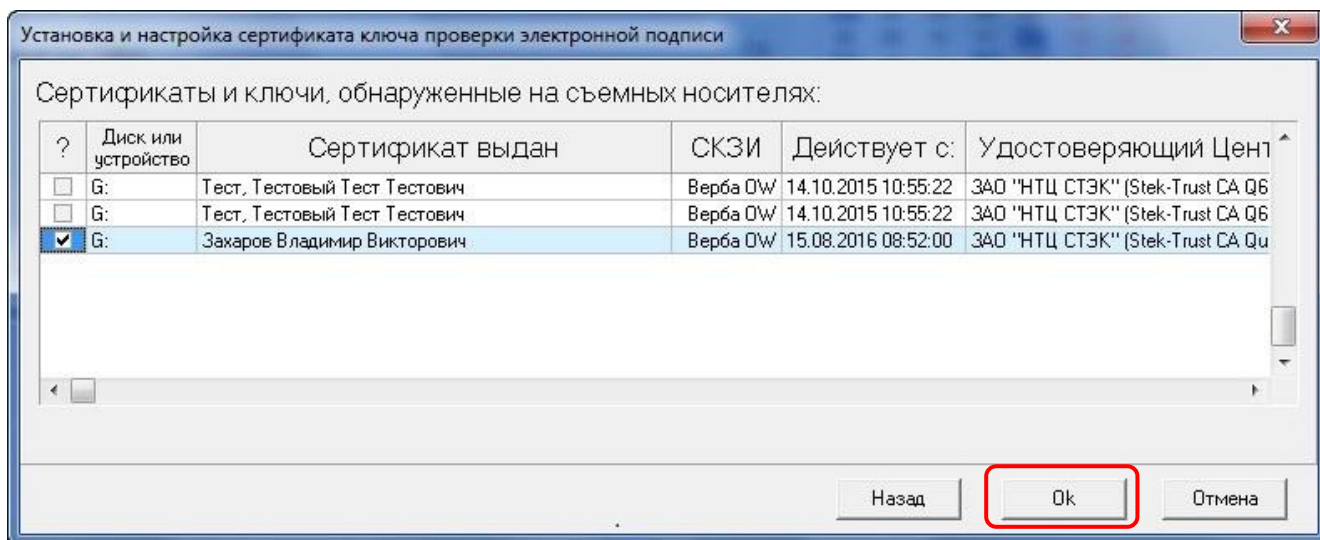 Установка и настройка сертификата ключа проверки электронной подписи
Сертификаты и ключи, обнаруженные на съемных носителях:
? Диск или устройство Сертификат выдан СКЗИ Действует с: Удостоверяющий Цент
G: Тест, Тестовый Тест Тестович Верба OW 14.10.2015 10:55:22 ЗАО "НТЦ СТЭК" (Stek-Trust CA Q6
G: Тест, Тестовый Тест Тестович Верба OW 14.10.2015 10:55:22 ЗАО "НТЦ СТЭК" (Stek-Trust CA Q6
G: Захаров Владимир Викторович Верба OW 15.08.2016 08:52:00 ЗАО "НТЦ СТЭК" (Stek-Trust CA Qu
Назад Ok Отмена